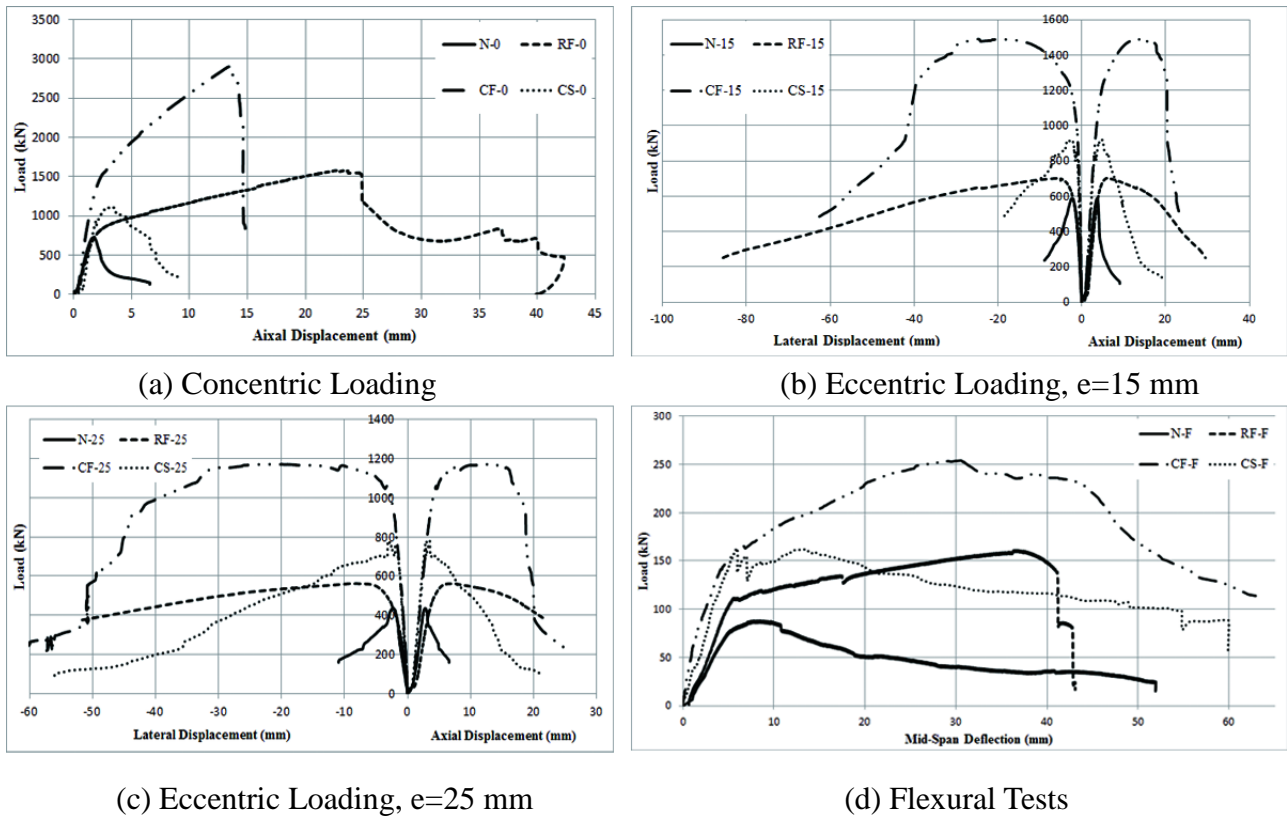 3500
3000
2500
2000
1500
1000
500
0
Load (kN)
N-0 RF-0
CF-0 CS-0
0 5 10 15 20 25 30 35 40 45
Aixal Displacement (mm)
(a) Concentric Loading
1600
1400
1200
1000
800
600
400
200
0
Load (kN)
N-15 RF-15
CF-15 CS-15
-100 -80 -60 -40 -20 0 20 40
Lateral Displacement (mm) Axial Displacement (mm)
(b) Eccentric Loading, e=15 mm
1400
1200
1000
800
600
400
200
0
Load (kN)
N-25 RF-25
CF-25 CS-25
-60 -50 -40 -30 -20 -10 0 10 20 30
Lateral Displacement (mm) Axial Displacement (mm)
(c) Eccentric Loading, e=25 mm
300
250
200
150
100
50
0
Load (kN)
N-F RF-F
CF-F CS-F
0 10 20 30 40 50 60
Mid-Span Deflection (mm)
(d) Flexural Tests